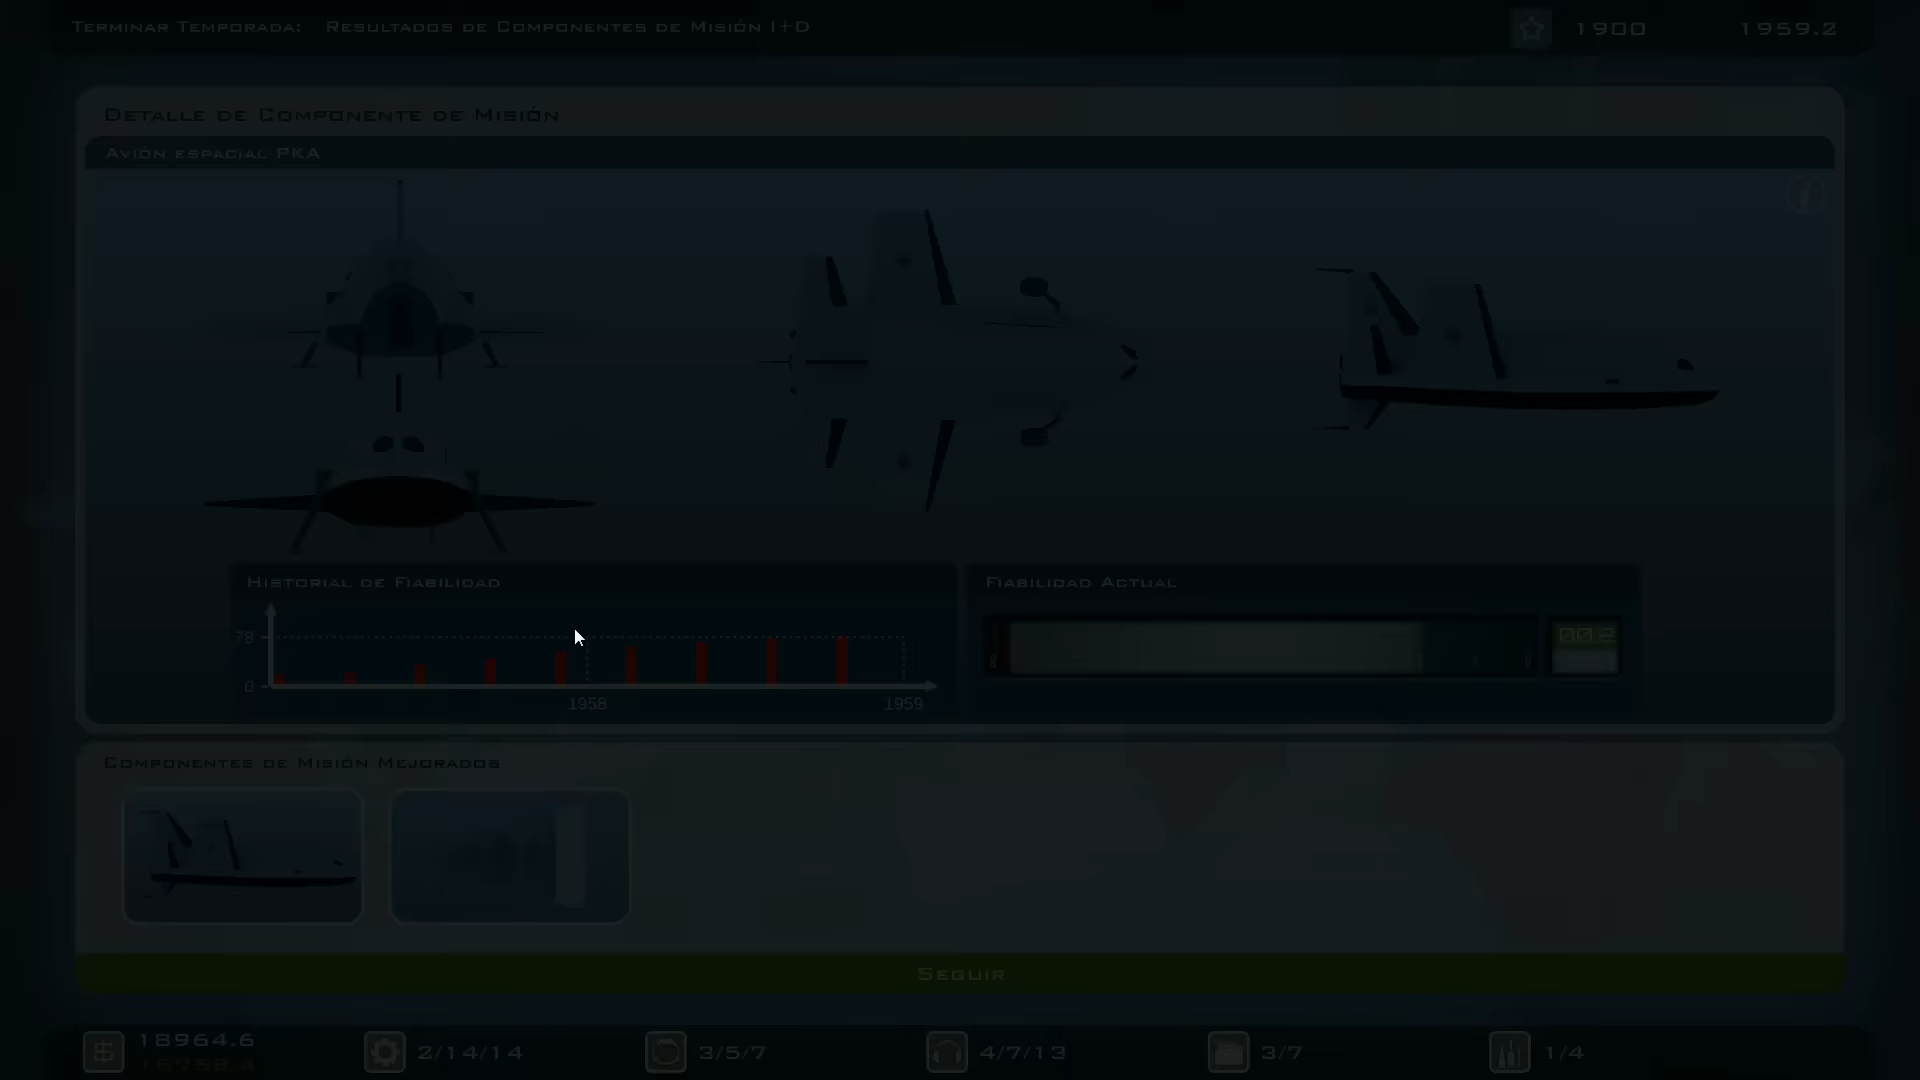 Terminar Temporada: Resultados de Componentes de Misión I+D
1900
1959.2
Detalle de Componente de Misión
Avión espacial PKA
Historial de Fiabilidad
78
0
1958
1959
Fiabilidad Actual
Componentes de Misión Mejorados
Seguir
18964.6
2/14/14
3/5/7
4/7/13
3/7
1/4